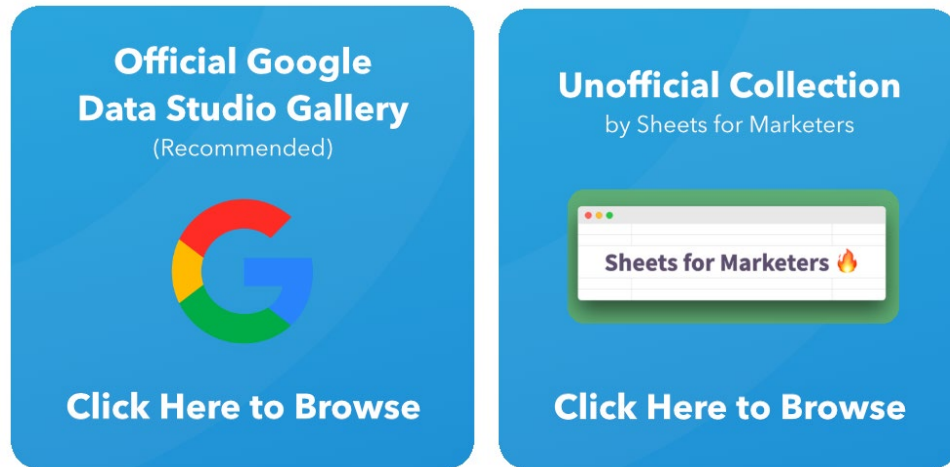 Official Google
Data Studio Gallery
(Recommended)
Click Here to Browse
Unofficial Collection
by Sheets for Marketers
Sheets for Marketers 🔥
Click Here to Browse